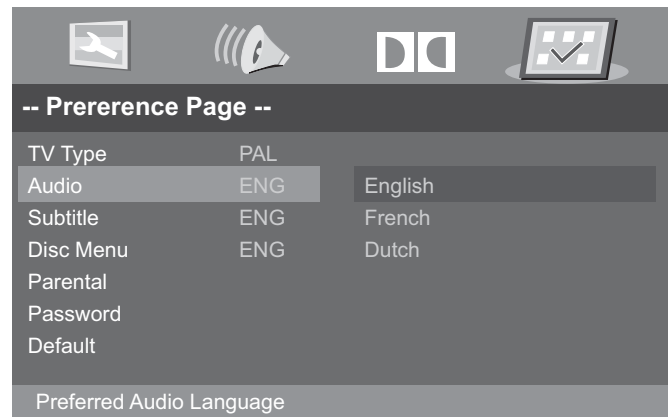 -- Prererence Page --
TV Type PAL
Audio ENG English
Subtitle ENG French
Disc Menu ENG Dutch
Parental
Password
Default
Preferred Audio Language